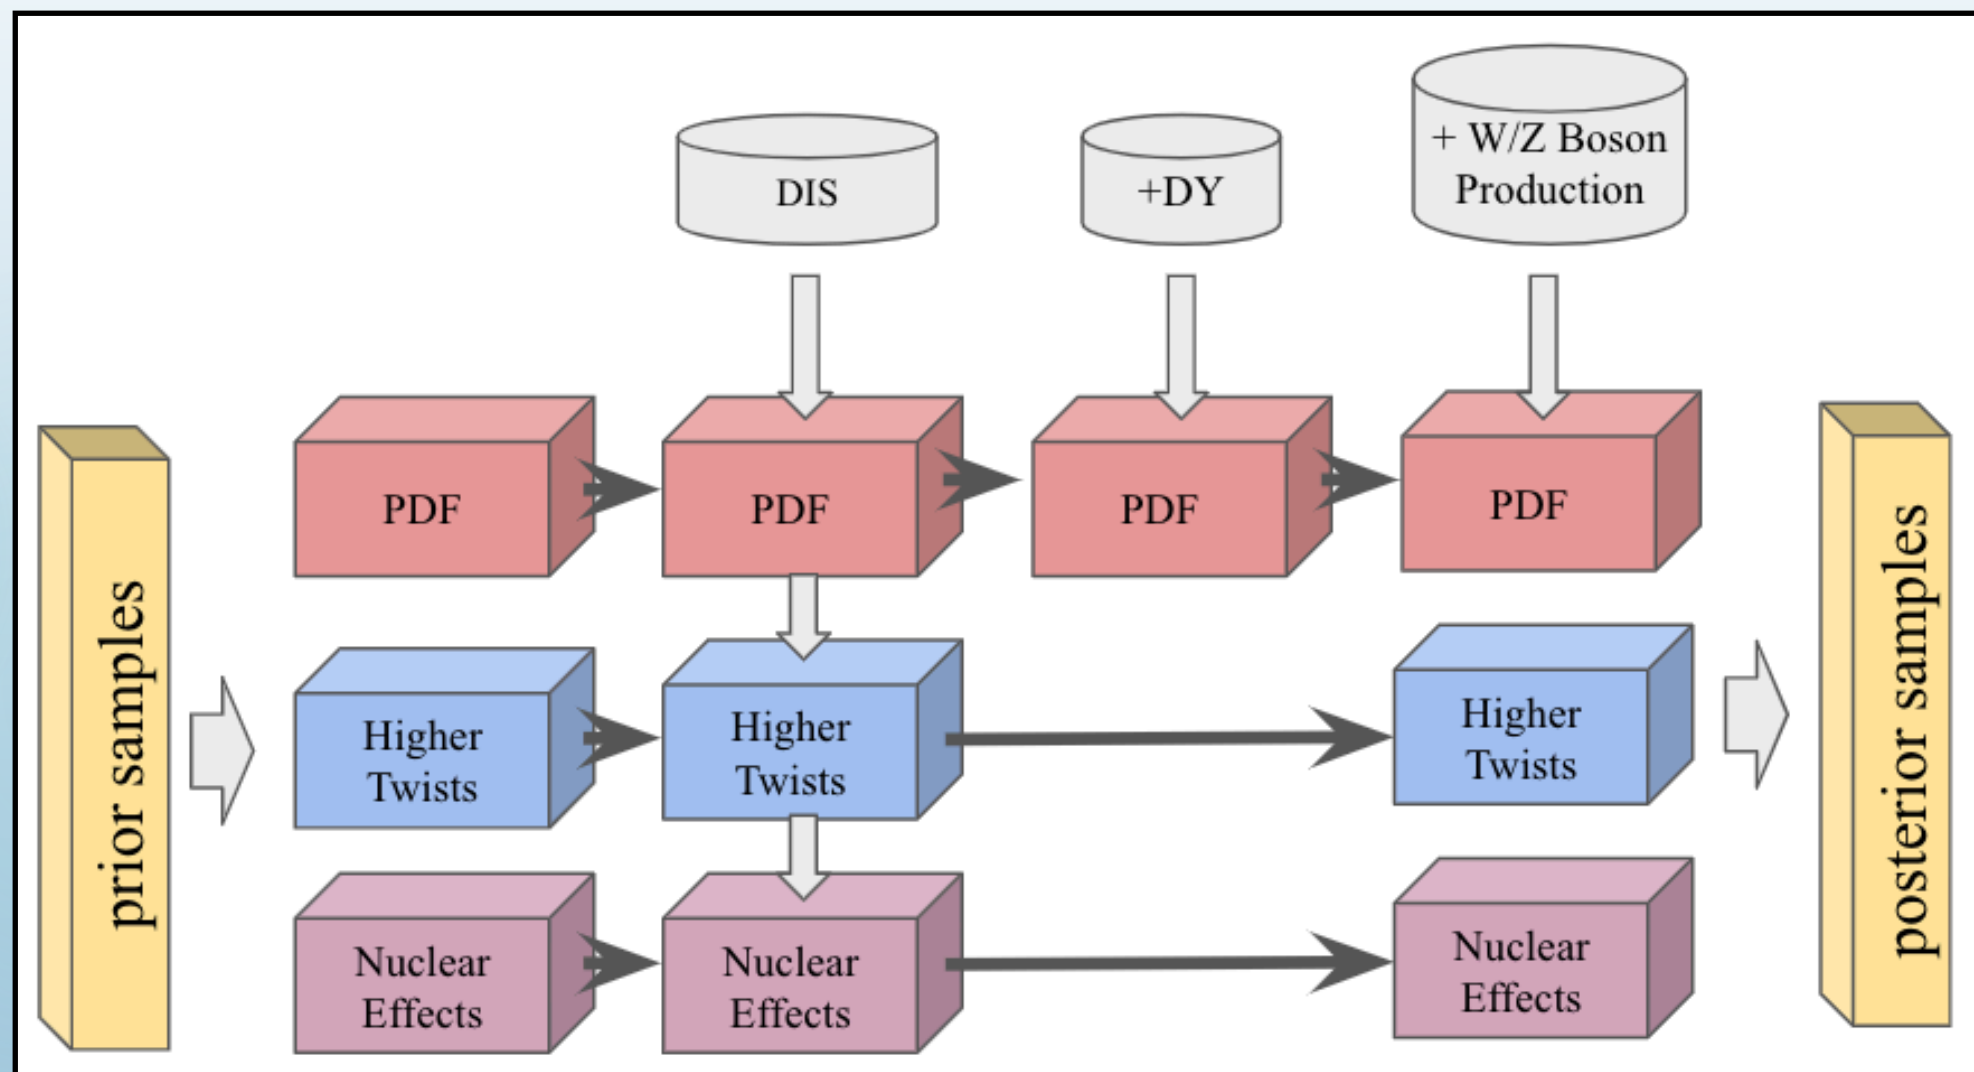 DIS
+DY
+ W/Z Boson
Production
prior samples
PDF
PDF
PDF
PDF
Higher
Twists
Higher
Twists
Higher
Twists
Nuclear
Effects
Nuclear
Effects
Nuclear
Effects
posterior samples